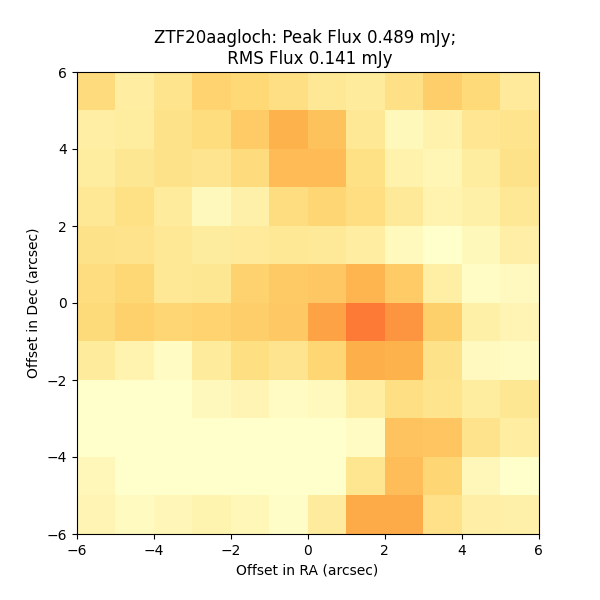 ZTF20aagloch: Peak Flux 0.489 mJy;
RMS Flux 0.141 mJy
6
4
2
0
−2
−4
−6
Offset in Dec (arcsec)
−6 −4 −2 0 2 4 6
Offset in RA (arcsec)